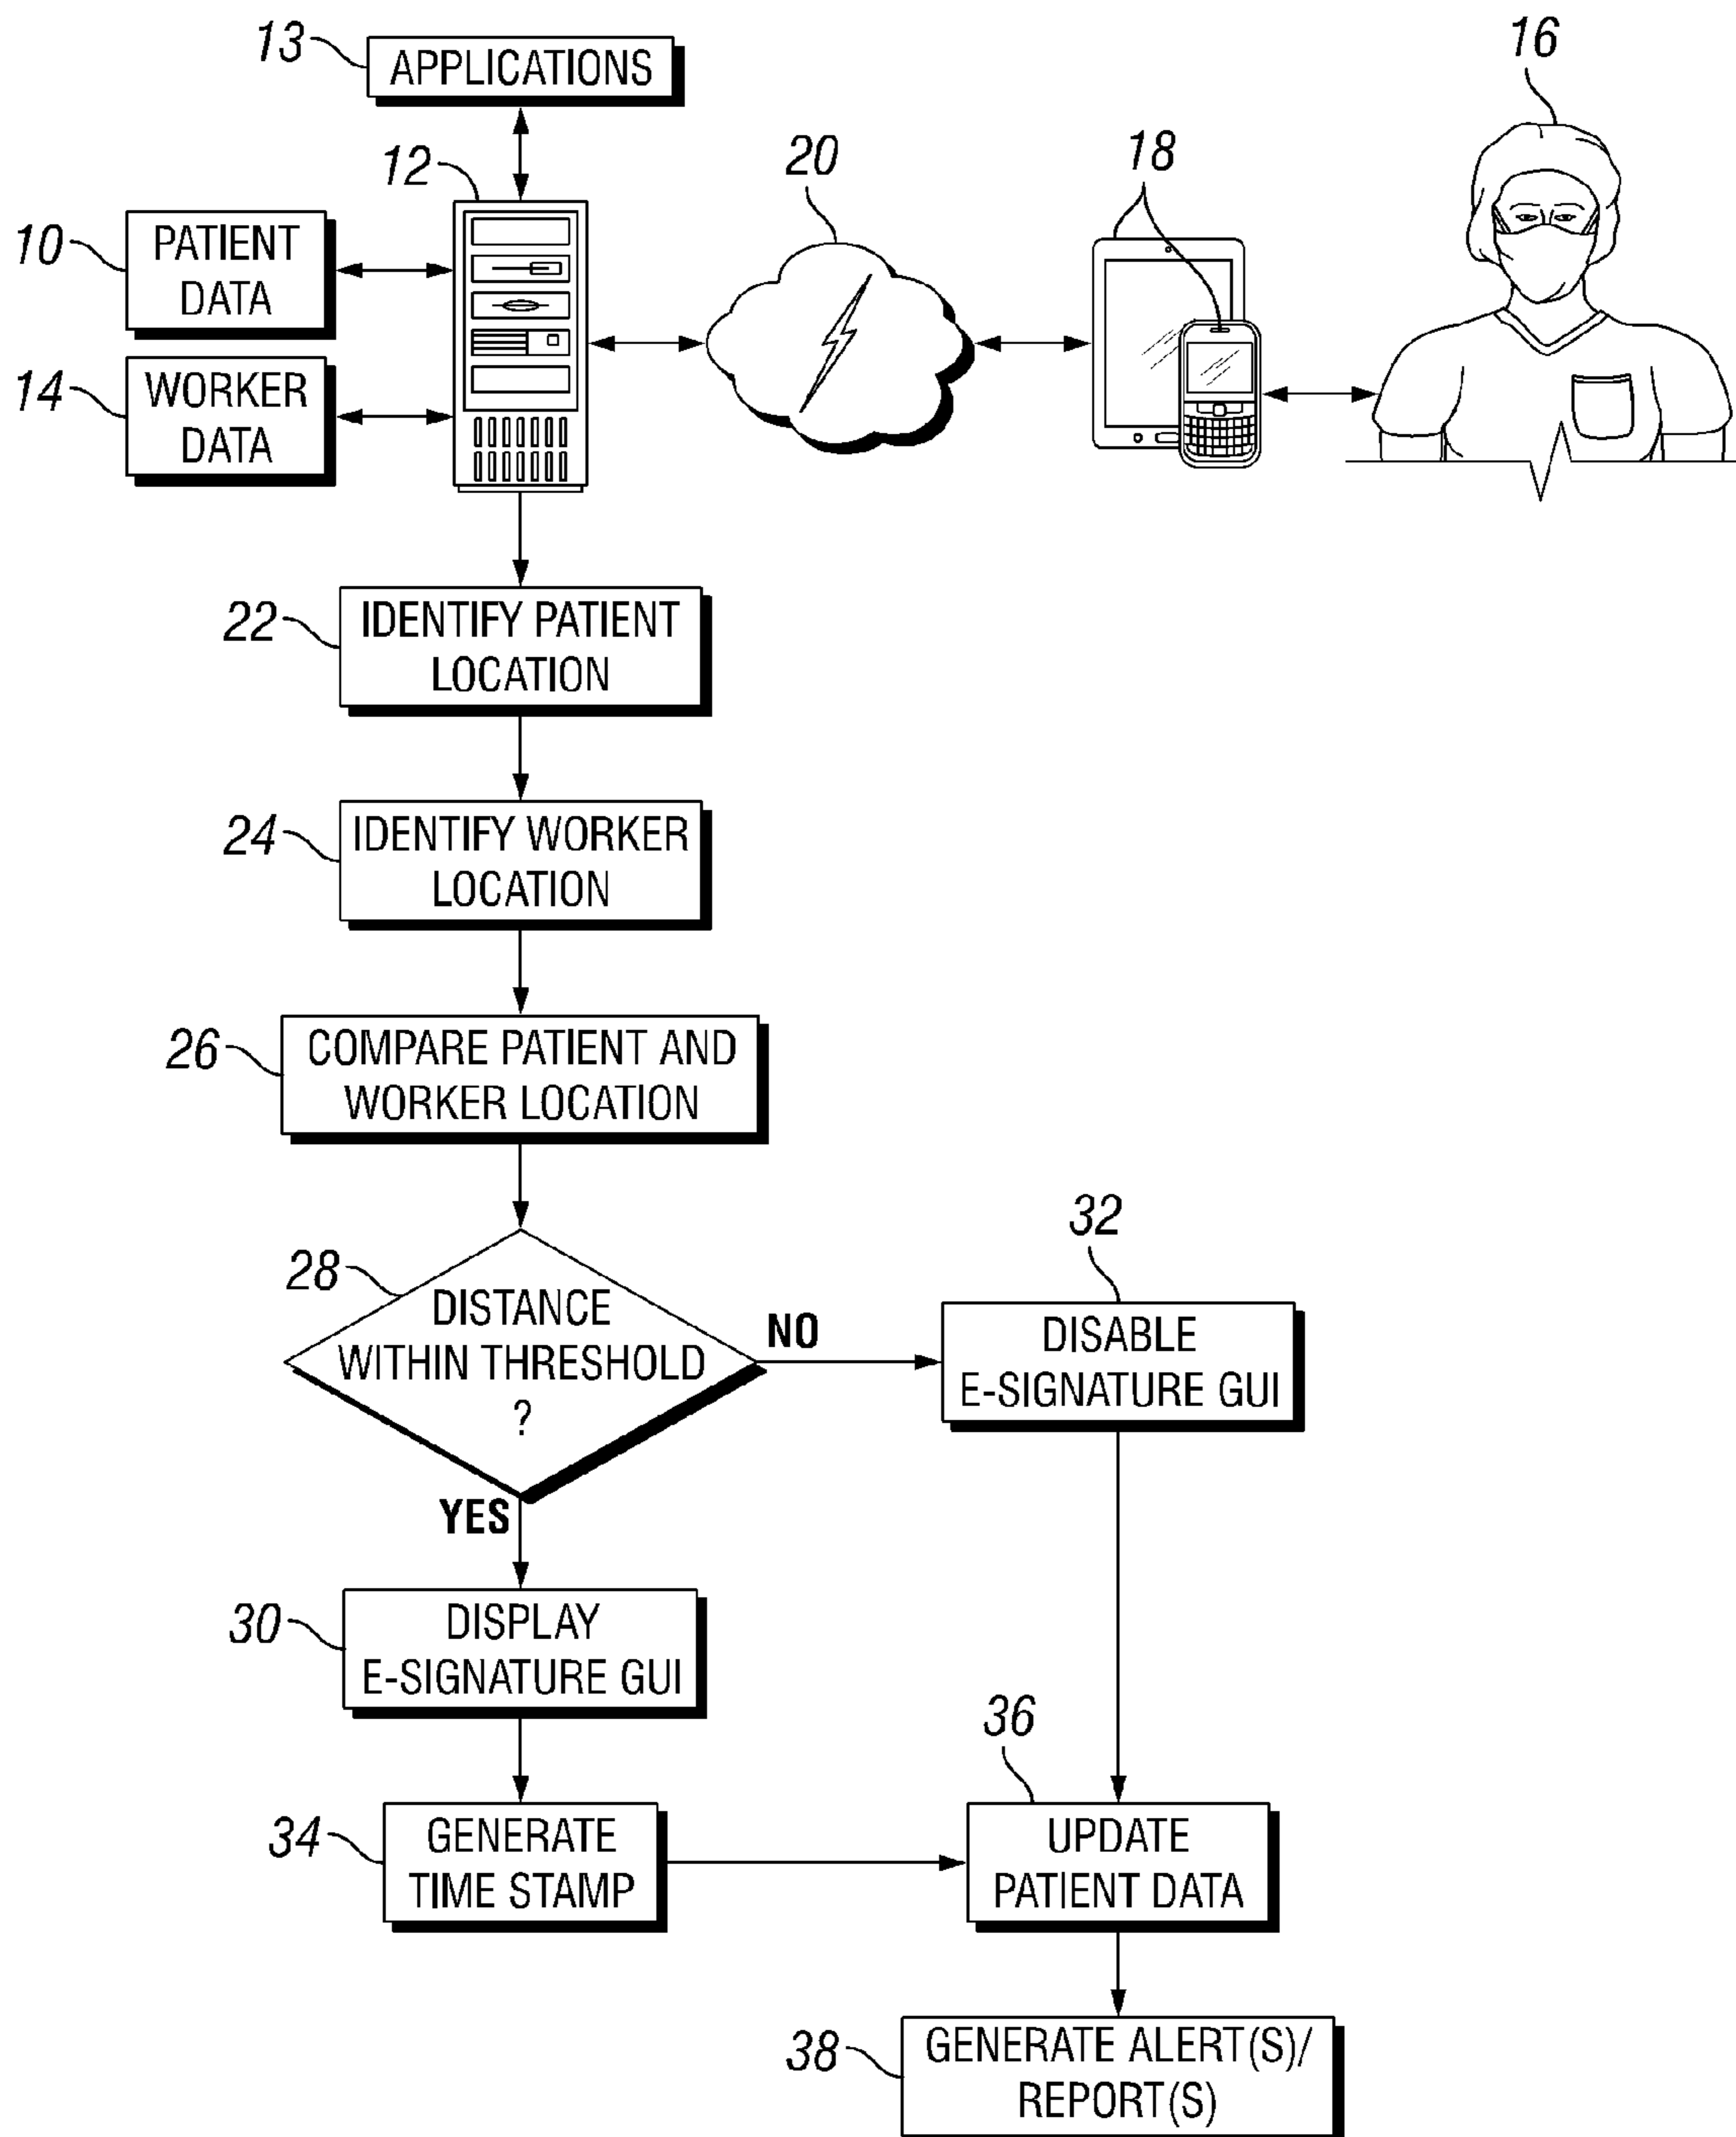 13
APPLICATIONS
16
12
20
18
10
PATIENT
DATA
14
WORKER
DATA
22
IDENTIFY PATIENT
LOCATION
24
IDENTIFY WORKER
LOCATION
26
COMPARE PATIENT AND
WORKER LOCATION
28
DISTANCE
WITHIN THRESHOLD
?
NO
32
DISABLE
E-SIGNATURE GUI
YES
30
DISPLAY
E-SIGNATURE GUI
34
GENERATE
TIME STAMP
36
UPDATE
PATIENT DATA
38
GENERATE ALERT(S)/
REPORT(S)